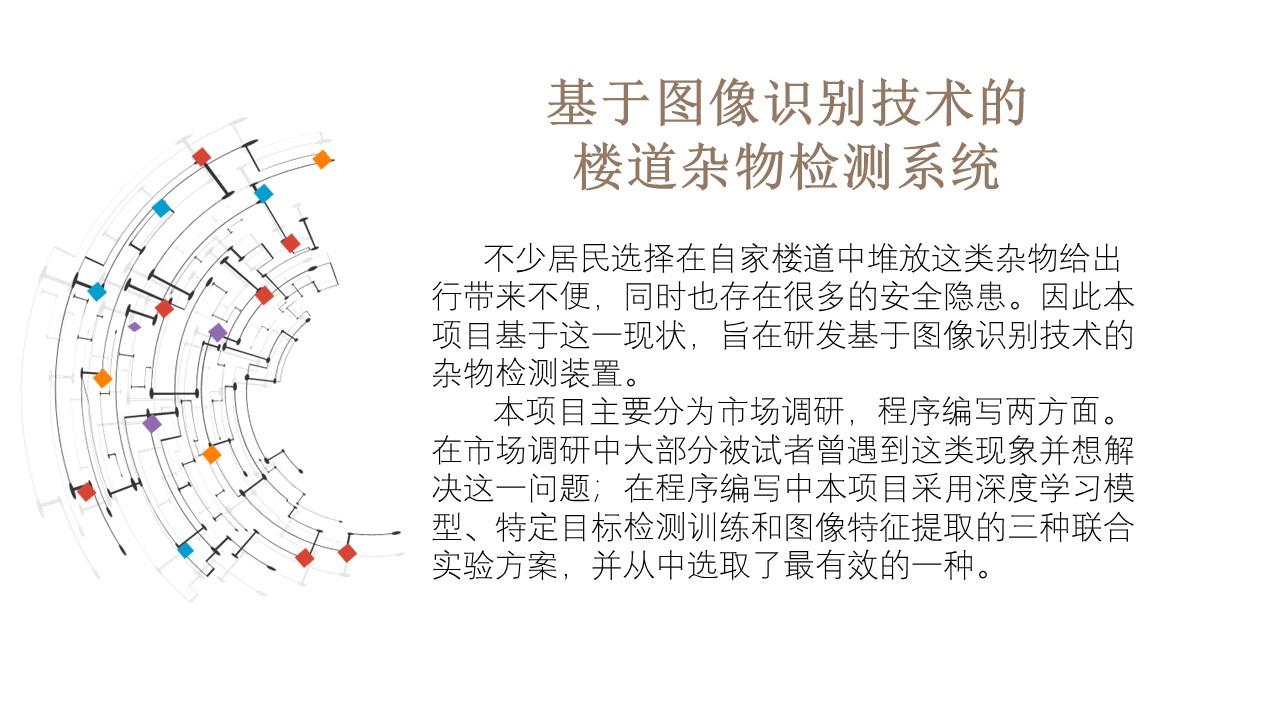 基于图像识别技术的
楼道杂物检测系统
不少居民选择在自家楼道中堆放这类杂物给出
行带来不便，同时也存在很多的安全隐患。因此本
项目基于这一现状，旨在研发基于图像识别技术的
杂物检测装置。
本项目主要分为市场调研，程序编写两方面。
在市场调研中大部分被试者曾遇到这类现象并想解
决这一问题；在程序编写中本项目采用深度学习模
型、特定目标检测训练和图像特征提取的三种联合
实验方案，并从中选取了最有效的一种。